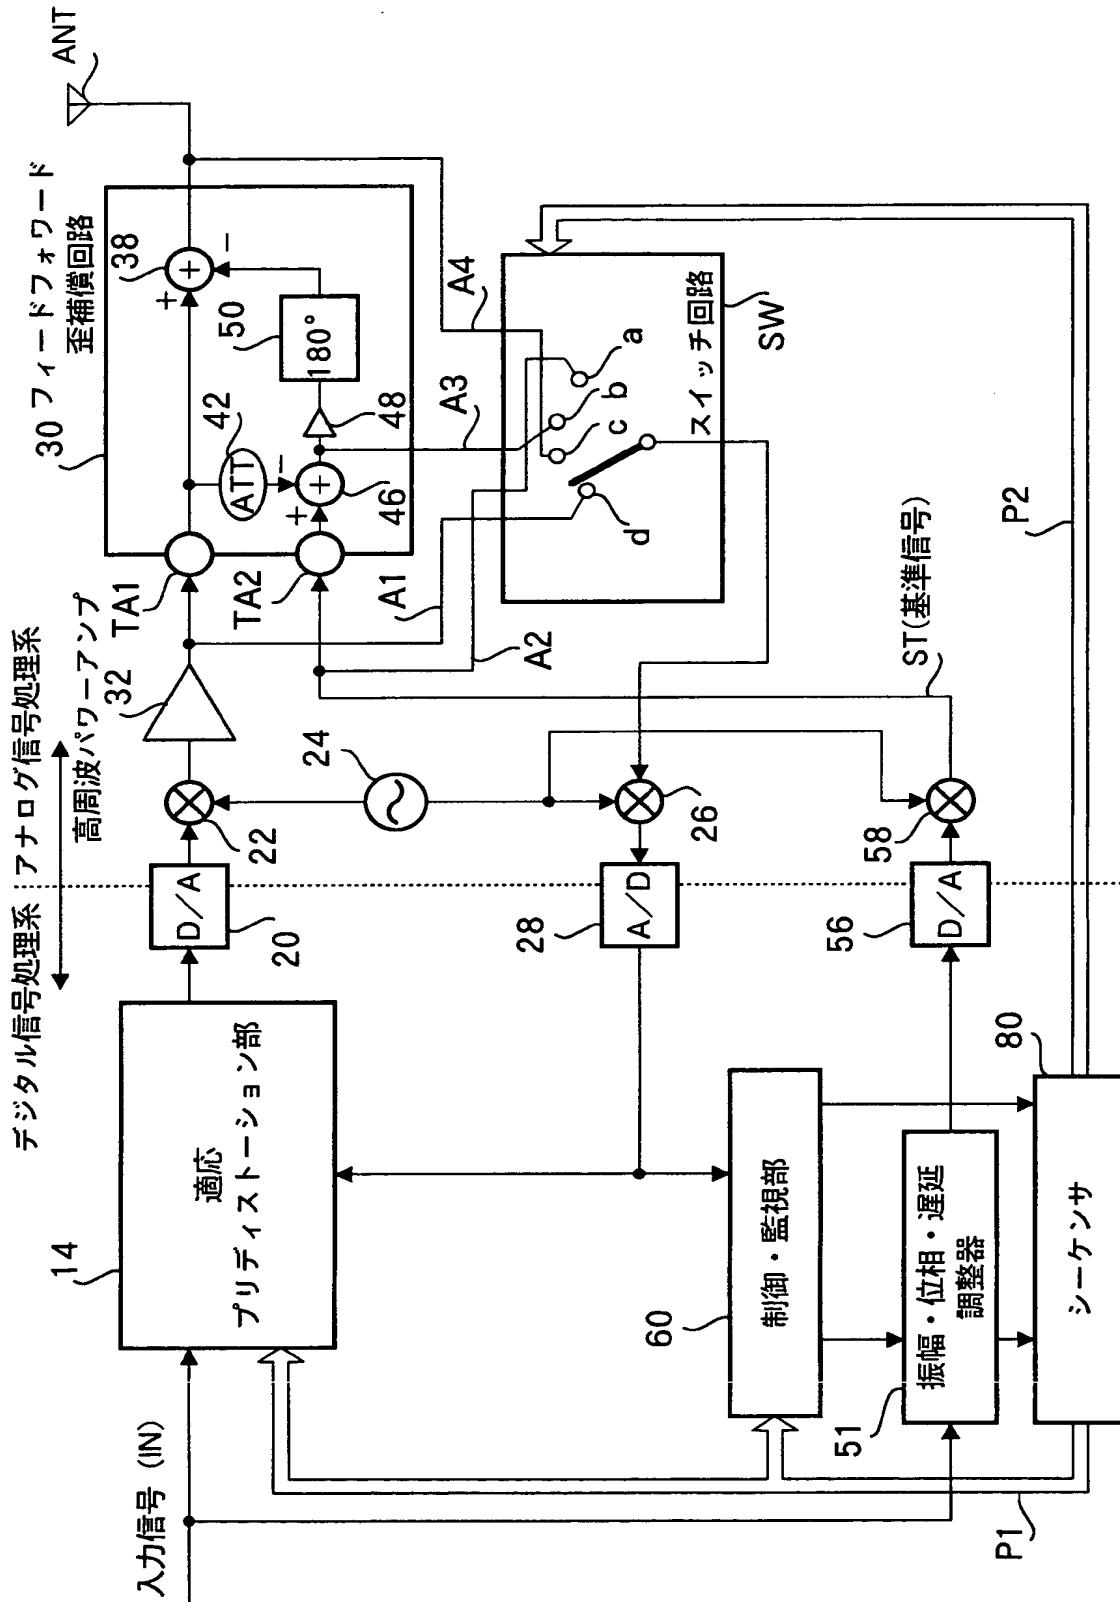 デジタル信号処理系 アナログ信号処理系
30 フィードフォワード
歪補償回路
ANT
高周波パワーアンプ
32
TA1
38
+
+
−
42
ATT
50
180°
−
+
+
46
48
TA2
入力信号 (IN)
14
適応
プリディストーション部
D/A
20
22
24
A1
A2
A3
A4
a
b
c
d
スイッチ回路
SW
26
A/D
28
60
制御・監視部
51
振幅・位相・遅延
調整器
D/A
56
58
ST(基準信号)
80
シーケンサ
P1
P2